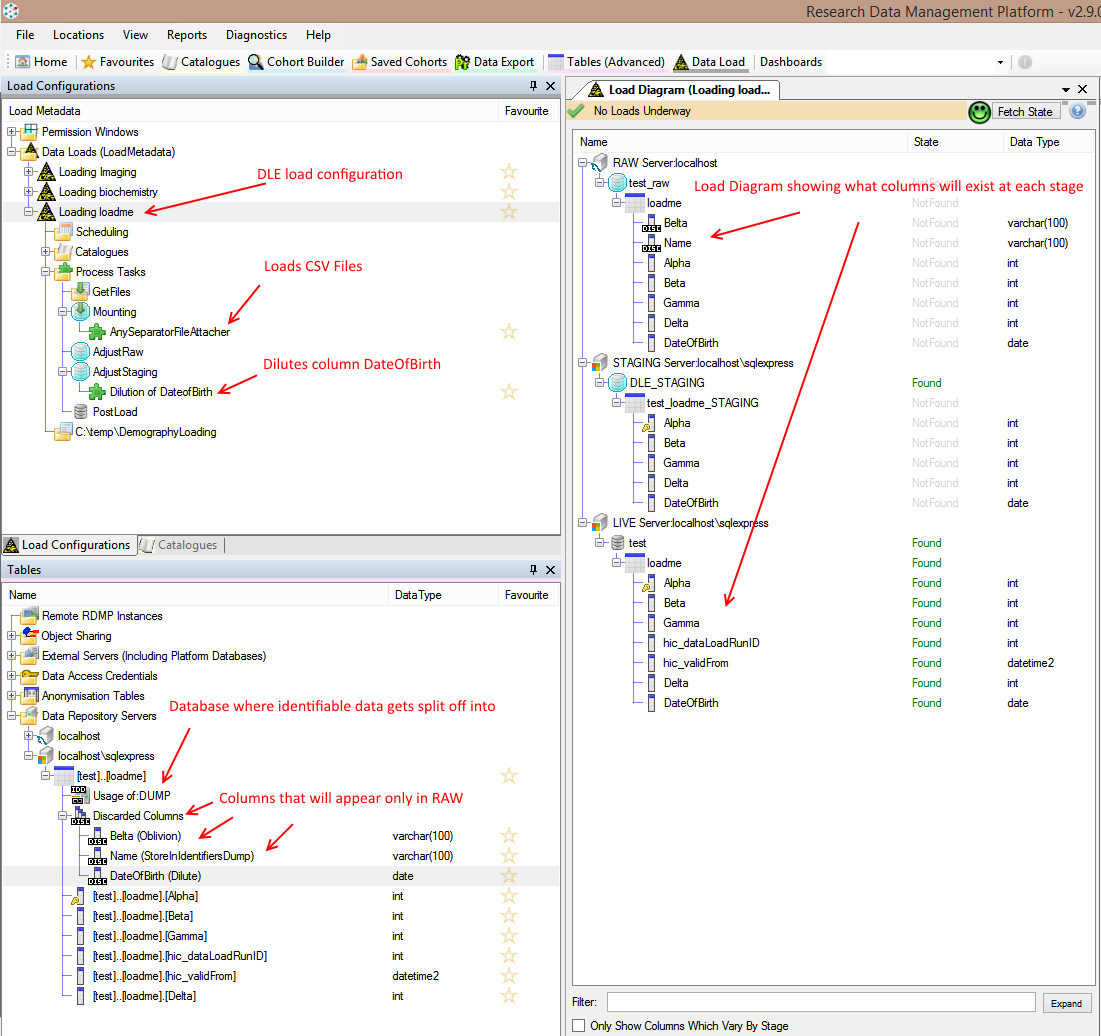 Research Data Management Platform - v2.9.0
File Locations View Reports Diagnostics Help
Home Favourites Catalogues Cohort Builder Saved Cohorts Data Export Tables (Advanced) Data Load Dashboards
Load Configurations
Load Metadata Favourite
Permission Windows
Data Loads (LoadMetadata)
Loading Imaging
DLE load configuration
Loading biochemistry
Loading loadme
Scheduling
Catalogues
Process Tasks
Loads CSV Files
GetFiles
Mounting
AnySeparatorFileAttacher
AdjustRaw
Dilutes column DateOfBirth
AdjustStaging
Dilution of DateofBirth
PostLoad
C:\temp\DemographyLoading
Load Configurations Catalogues
Tables
Name DataType Favourite
Remote RDMP Instances
Object Sharing
External Servers (Including Platform Databases)
Data Access Credentials
Anonymisation Tables
Database where identifiable data gets split off into
Data Repository Servers
localhost
localhost\sqlexpress
[test]..[loadme]
Usage of:DUMP
Columns that will appear only in RAW
Discarded Columns
Belta (Oblivion) varchar(100)
Name (StoreInIdentifiersDump) varchar(100)
DateOfBirth (Dilute) date
[test]..[loadme].[Alpha] int
[test]..[loadme].[Beta] int
[test]..[loadme].[Gamma] int
[test]..[loadme].[hic_dataLoadRunID] int
[test]..[loadme].[hic_validFrom] datetime2
[test]..[loadme].[Delta] int
Load Diagram (Loading load...
No Loads Underway Fetch State
Name State Data Type
RAW Server:localhost
test_raw
Load Diagram showing what columns will exist at each stage
loadme NotFound
Belta NotFound varchar(100)
Name NotFound varchar(100)
Alpha NotFound int
Beta NotFound int
Gamma NotFound int
Delta NotFound int
DateOfBirth NotFound date
STAGING Server:localhost\sqlexpress
DLE_STAGING Found
test_loadme_STAGING NotFound
Alpha NotFound int
Beta NotFound int
Gamma NotFound int
Delta NotFound int
DateOfBirth NotFound date
LIVE Server:localhost\sqlexpress
test Found
loadme Found
Alpha Found int
Beta Found int
Gamma Found int
hic_dataLoadRunID Found int
hic_validFrom Found datetime2
Delta Found int
DateOfBirth Found date
Filter: Expand
Only Show Columns Which Vary By Stage